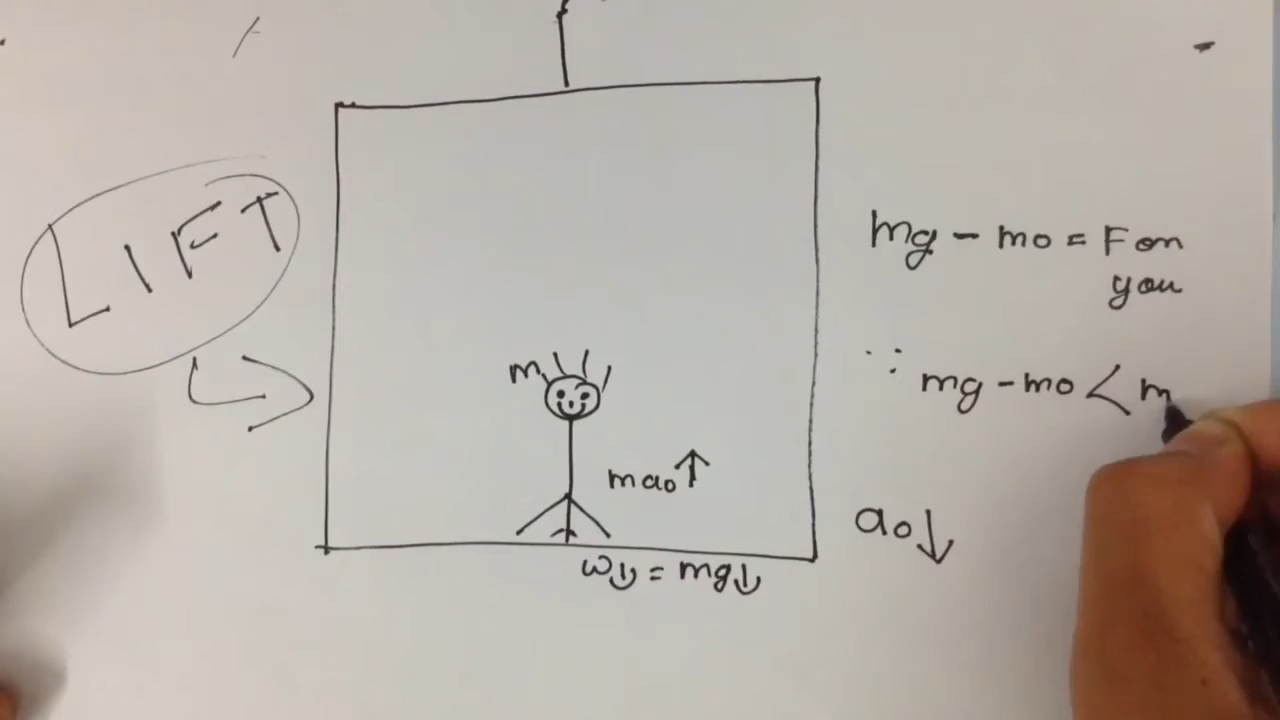 LIFT
m
mao↑
w↓ = mg↓
mg - mo = F on
you
∵ mg - mo < m
ao↓